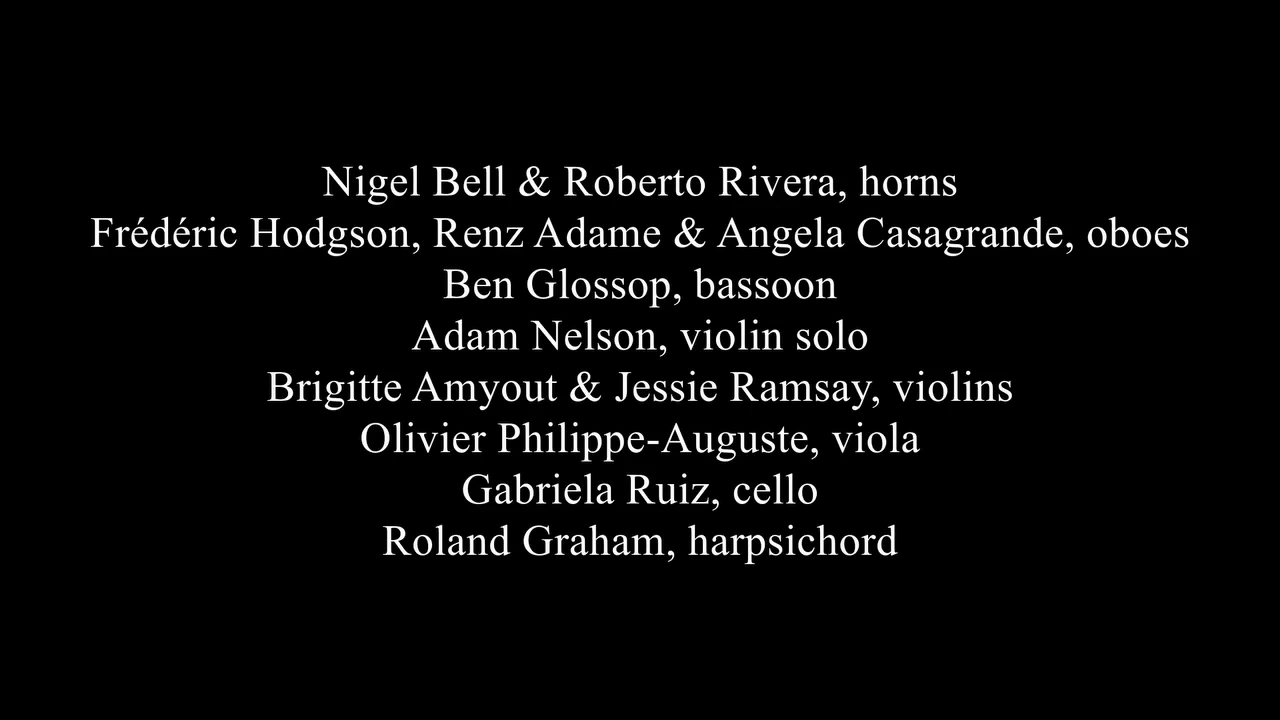 Nigel Bell & Roberto Rivera, horns
Frédéric Hodgson, Renz Adame & Angela Casagrande, oboes
Ben Glossop, bassoon
Adam Nelson, violin solo
Brigitte Amyout & Jessie Ramsay, violins
Olivier Philippe-Auguste, viola
Gabriela Ruiz, cello
Roland Graham, harpsichord